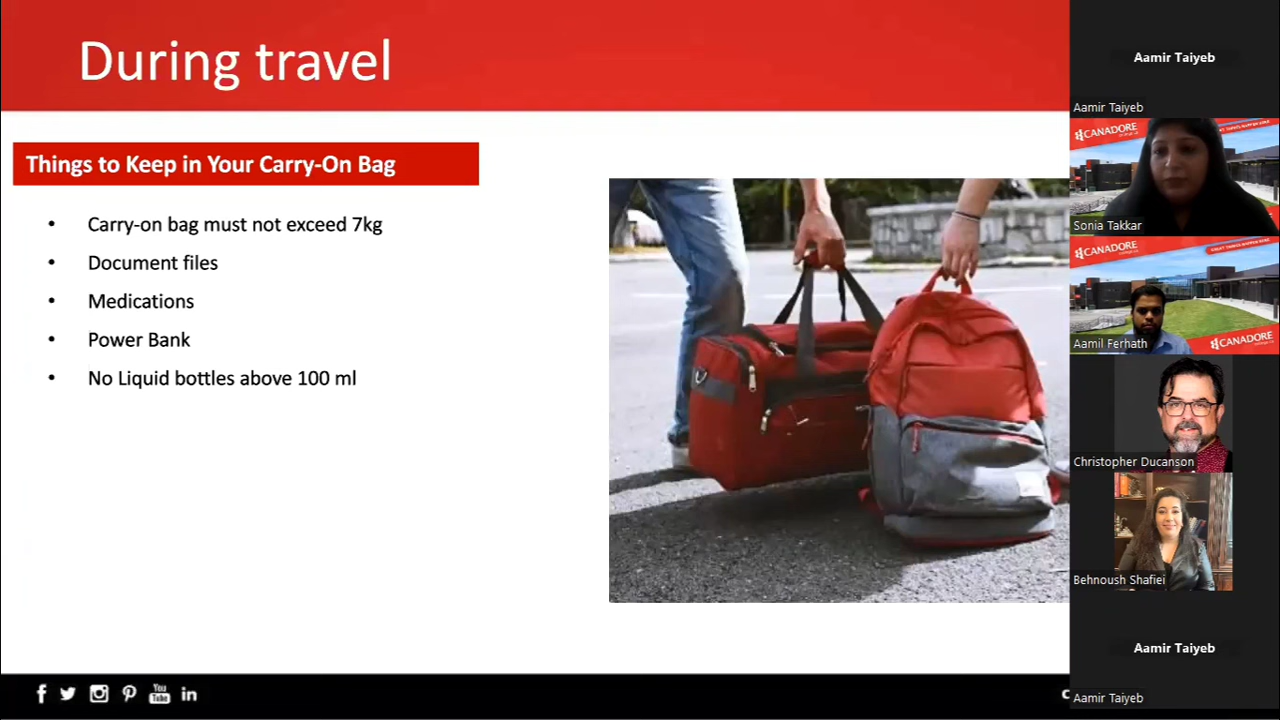 During travel
Things to Keep in Your Carry-On Bag
• Carry-on bag must not exceed 7kg
• Document files
• Medications
• Power Bank
• No Liquid bottles above 100 ml
Aamir Taiyeb
Aamir Taiyeb
CANADORE
Sonia Takkar
CANADORE
CANADORE
Aamil Ferhath
Christopher Ducanson
Behnoush Shafiei
Aamir Taiyeb
Aamir Taiyeb
You
Tube